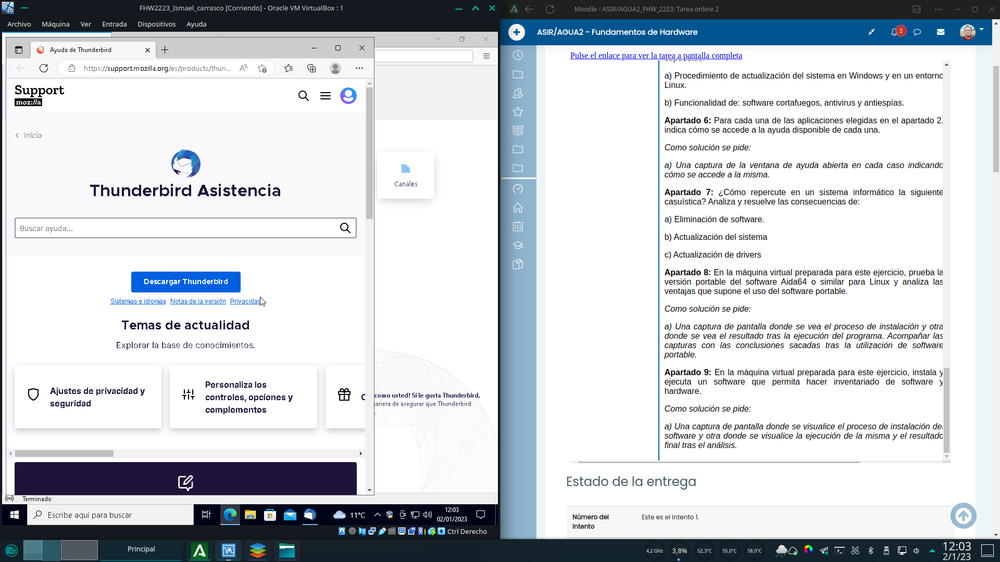 FHW2223_Ismael_carrasco [Corriendo] - Oracle VM VirtualBox : 1
Archivo Máquina Ver Entrada Dispositivos Ayuda
Ayuda de Thunderbird
https://support.mozilla.org/es/products/thun...
Support
moz://a
Inicio
Thunderbird Asistencia
Buscar ayuda...
Descargar Thunderbird
Sistemas e idiomas Notas de la versión Privacidad
Temas de actualidad
Explorar la base de conocimientos.
Ajustes de privacidad y
seguridad
Personaliza los
controles, opciones y
complementos
Canales
como usted! Si le gusta Thunderbird,
anera de asegurar que Thunderbird
Terminado
Escribe aquí para buscar
11°C
12:03
02/01/2023
Ctrl Derecho
Moodle - ASIR/AGUA2_FHW_2223: Tarea online 2
ASIR/AGUA2 - Fundamentos de Hardware
2
Pulse el enlace para ver la tarea a pantalla completa
supuestos:
a) Procedimiento de actualización del sistema en Windows y en un entorno
Linux.
b) Funcionalidad de: software cortafuegos, antivirus y antiespías.
Apartado 6: Para cada una de las aplicaciones elegidas en el apartado 2,
indica cómo se accede a la ayuda disponible de cada una.
Como solución se pide:
a) Una captura de la ventana de ayuda abierta en cada caso indicando
cómo se accede a la misma.
Apartado 7: ¿Cómo repercute en un sistema informático la siguiente
casuística? Analiza y resuelve las consecuencias de:
a) Eliminación de software.
b) Actualización del sistema
c) Actualización de drivers
Apartado 8: En la máquina virtual preparada para este ejercicio, prueba la
versión portable del software Aida64 o similar para Linux y analiza las
ventajas que supone el uso del software portable.
Como solución se pide:
a) Una captura de pantalla donde se vea el proceso de instalación y otra
donde se vea el resultado tras la ejecución del programa. Acompañar las
capturas con las conclusiones sacadas tras la utilización de software
portable.
Apartado 9: En la máquina virtual preparada para este ejercicio, instala y
ejecuta un software que permita hacer inventariado de software y
hardware.
Como solución se pide:
a) Una captura de pantalla donde se visualice el proceso de instalación del
software y otra donde se visualice la ejecución de la misma y el resultado
final tras el análisis.
Estado de la entrega
Número del
Intento
Este es el intento 1.
Principal
4,2 GHz
3,8%
52,3°C
55,0°C
58,0°C
12:03
2/1/23